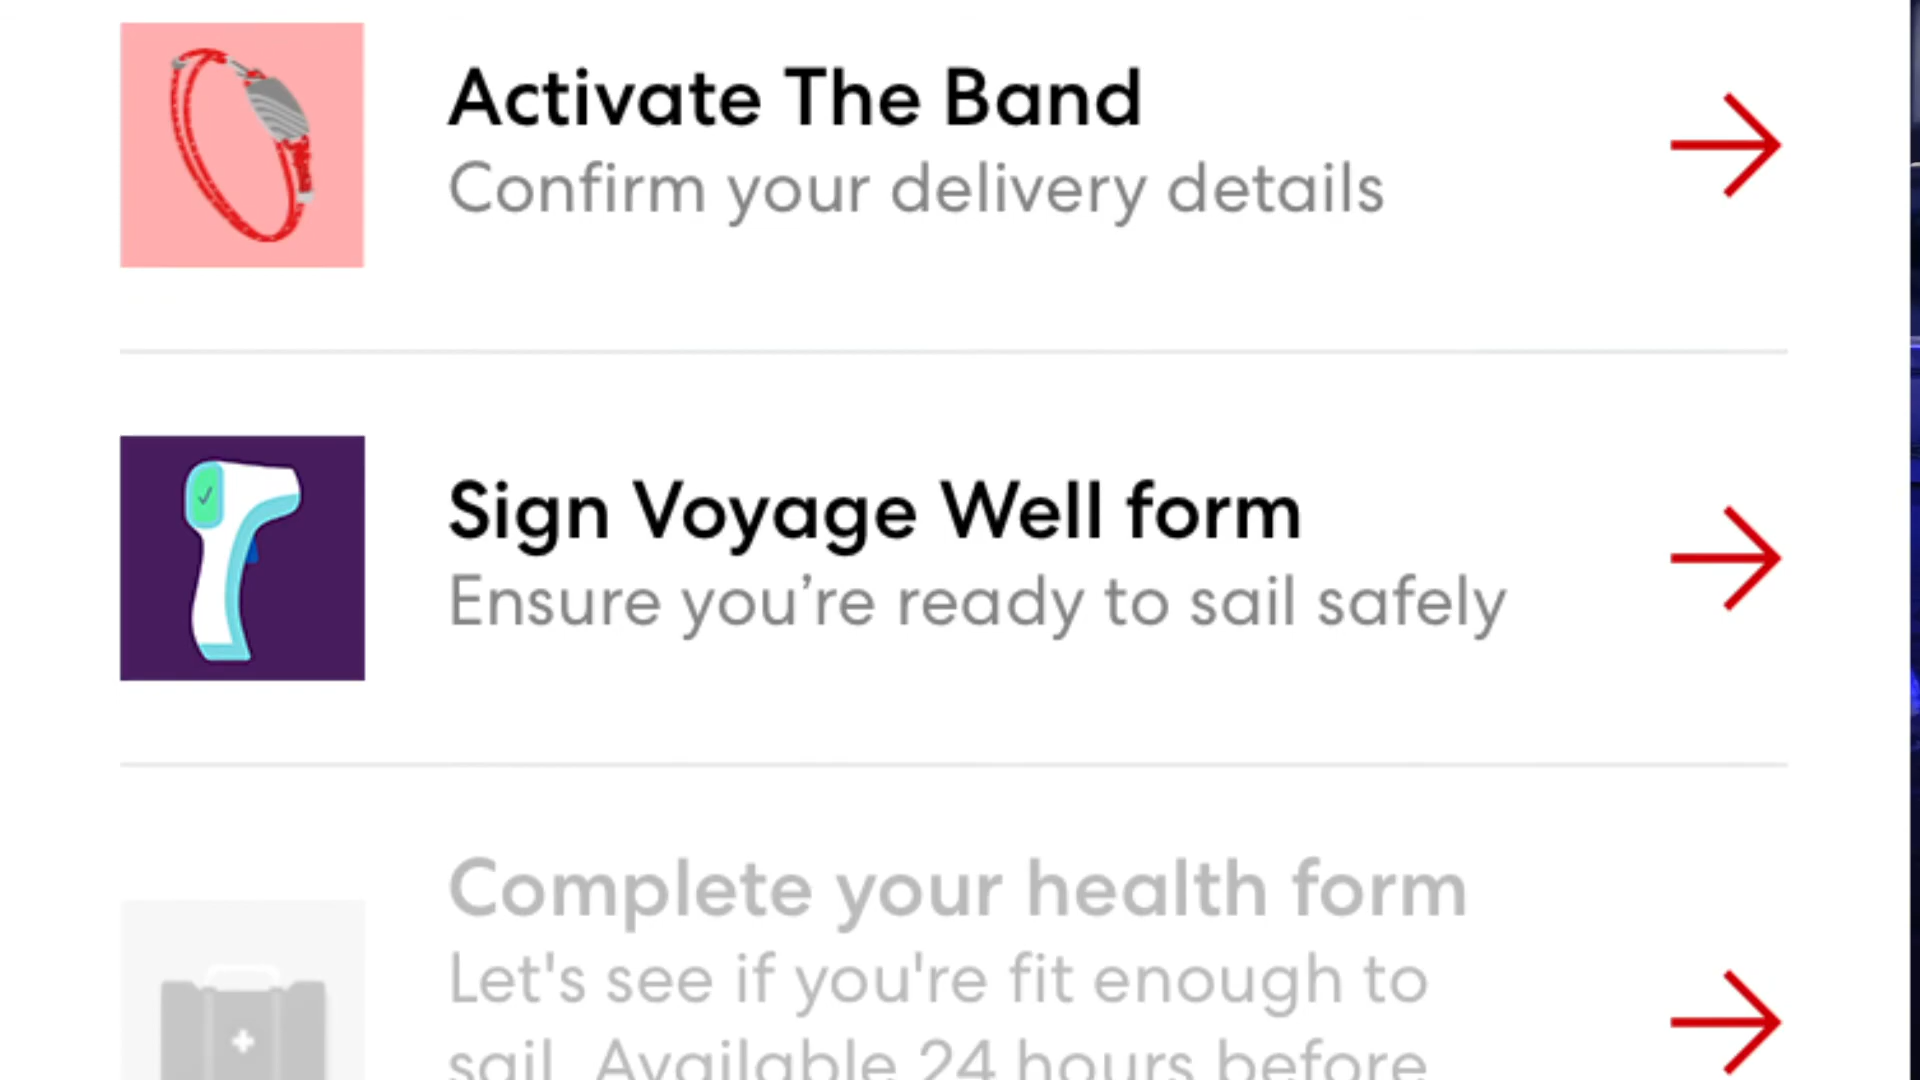 Activate The Band
Confirm your delivery details
Sign Voyage Well form
Ensure you’re ready to sail safely
Complete your health form
Let's see if you're fit enough to
sail. Available 24 hours before